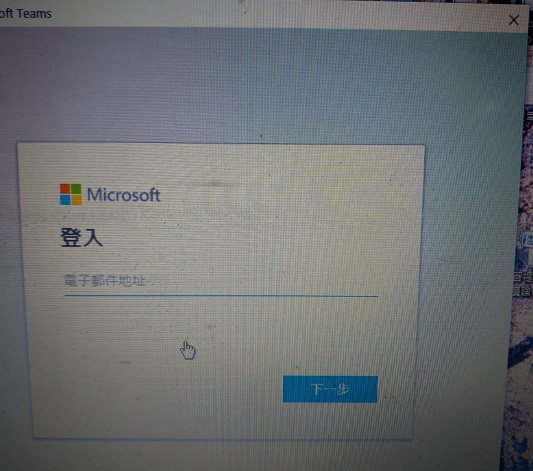 oft Teams
Microsoft
登入
電子郵件地址
下一步